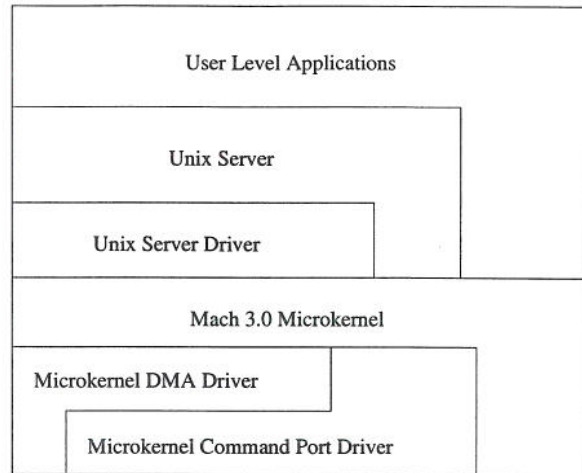 User Level Applications
Unix Server
Unix Server Driver
Mach 3.0 Microkernel
Microkernel DMA Driver
Microkernel Command Port Driver